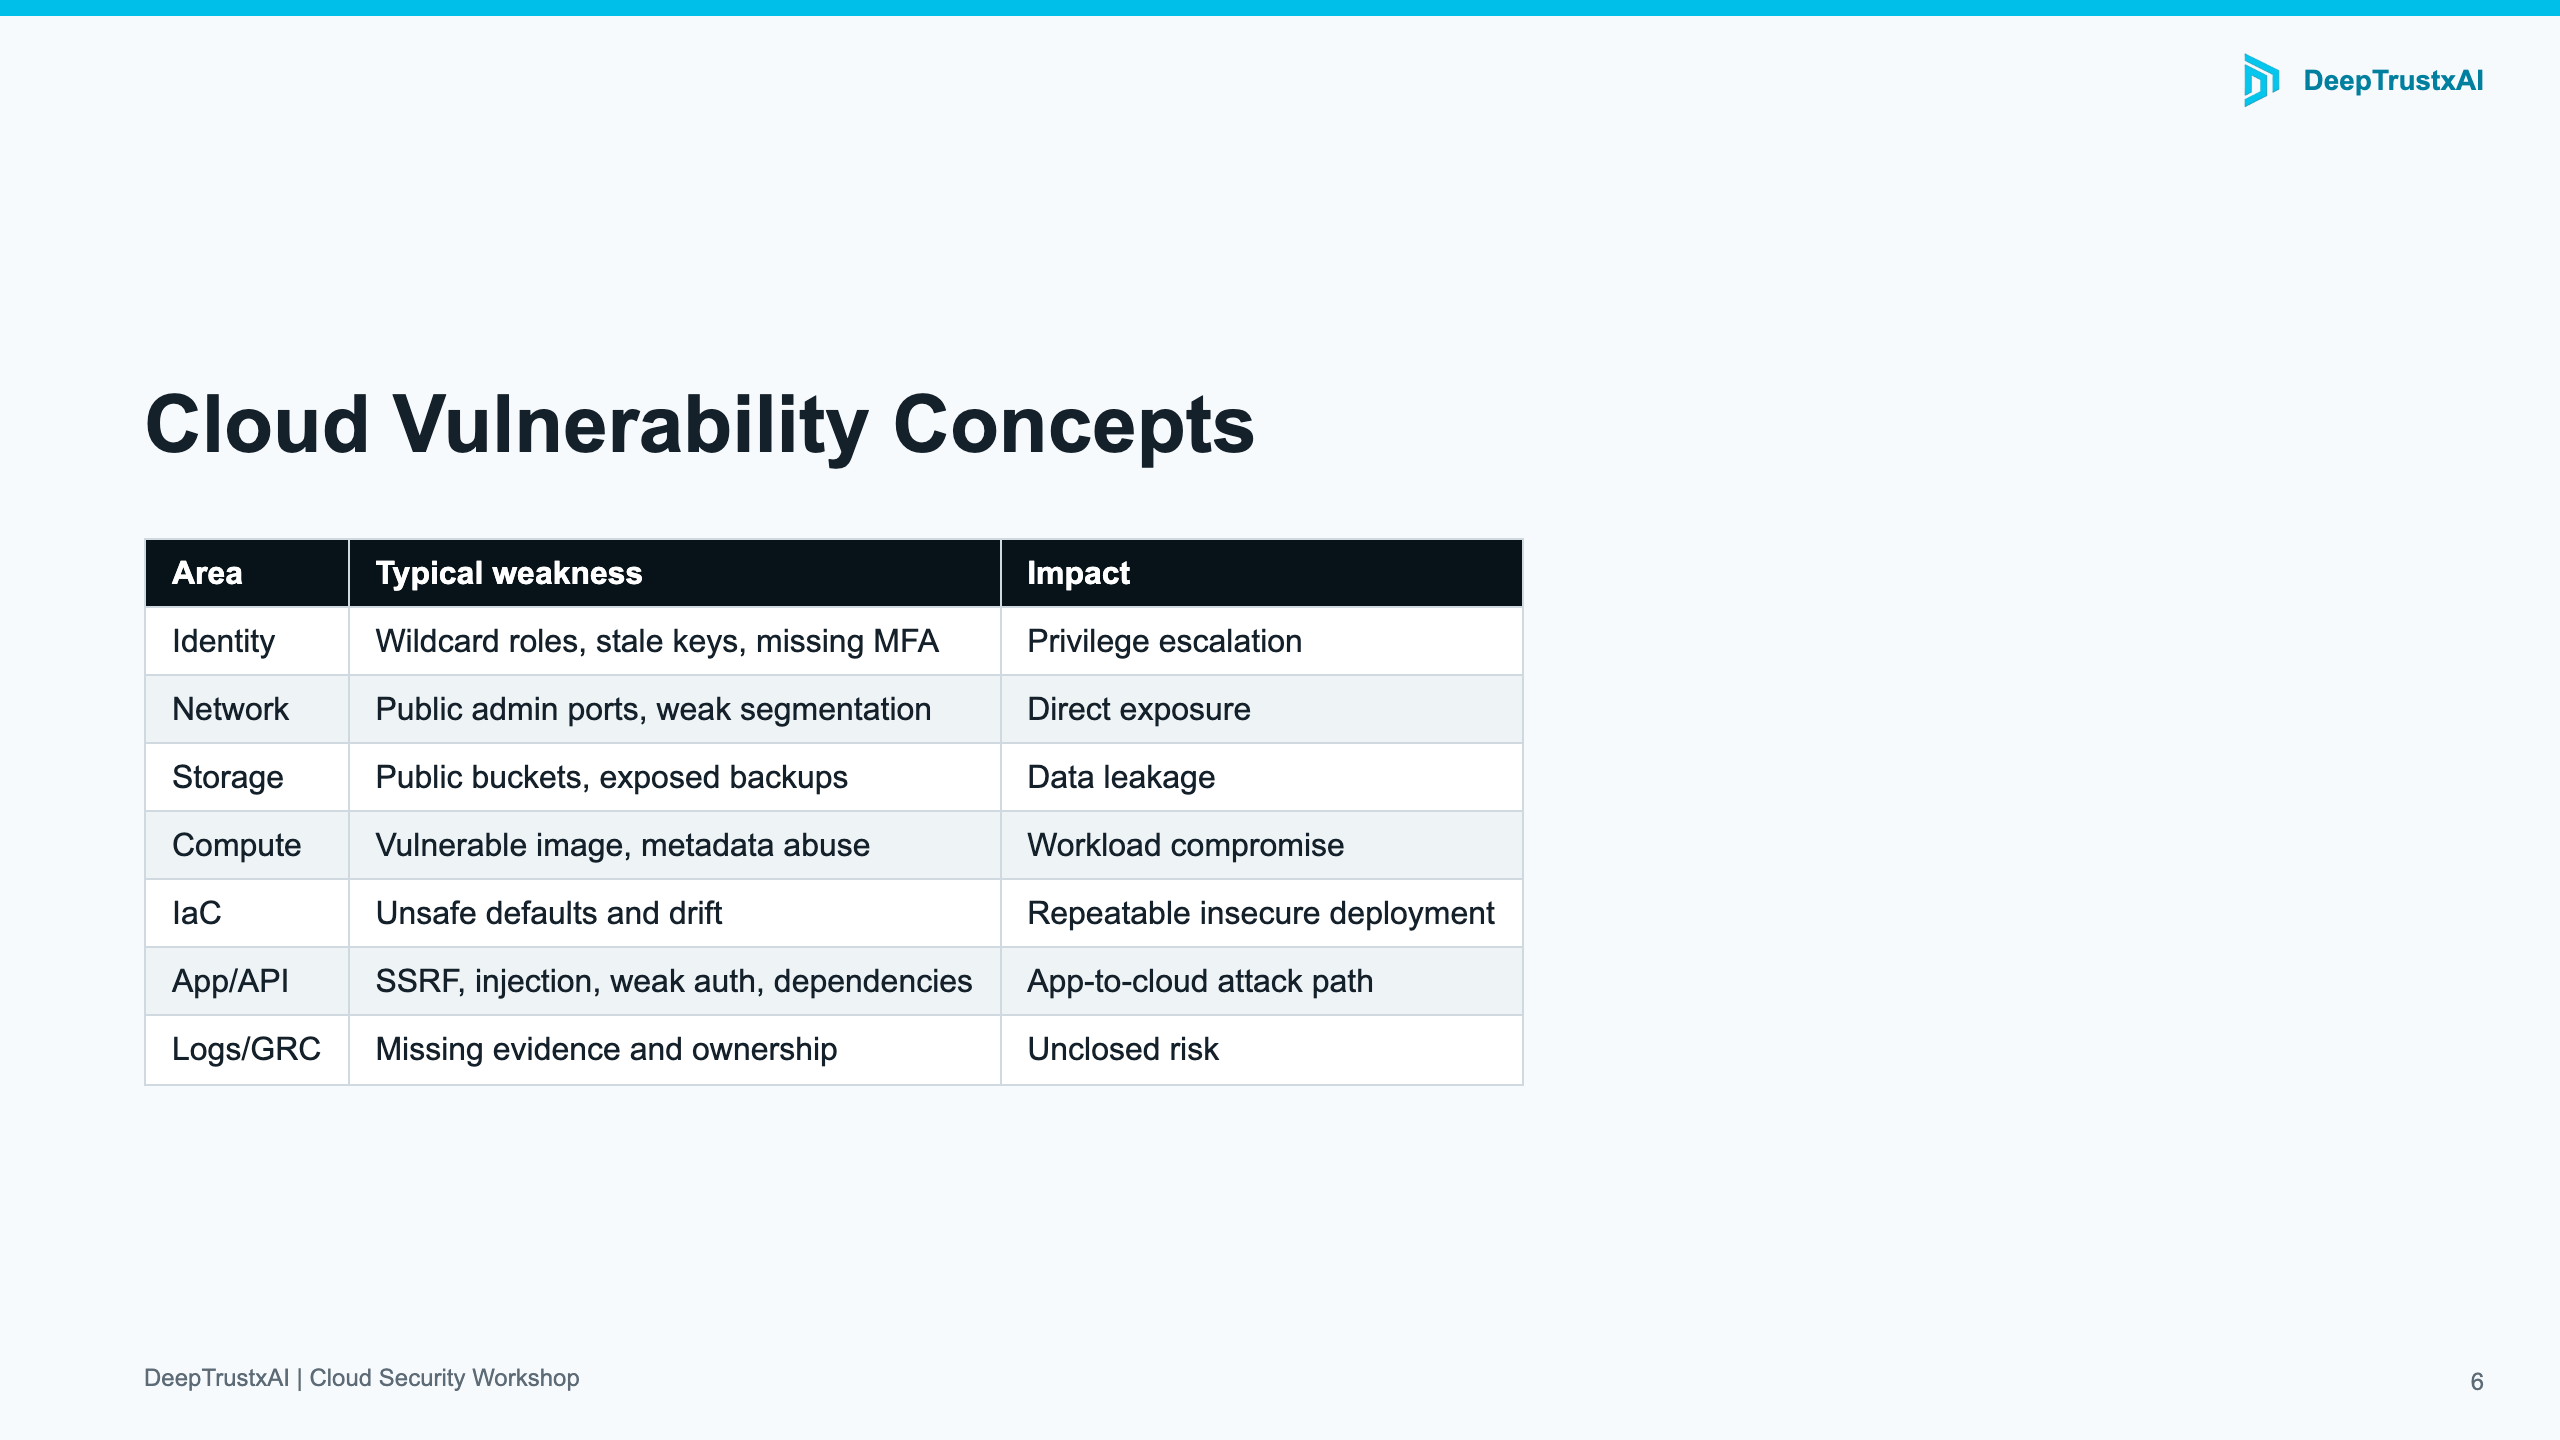 DeepTrustxAI
Cloud Vulnerability Concepts
Area Typical weakness Impact
Identity Wildcard roles, stale keys, missing MFA Privilege escalation
Network Public admin ports, weak segmentation Direct exposure
Storage Public buckets, exposed backups Data leakage
Compute Vulnerable image, metadata abuse Workload compromise
IaC Unsafe defaults and drift Repeatable insecure deployment
App/API SSRF, injection, weak auth, dependencies App-to-cloud attack path
Logs/GRC Missing evidence and ownership Unclosed risk
DeepTrustxAI | Cloud Security Workshop
6